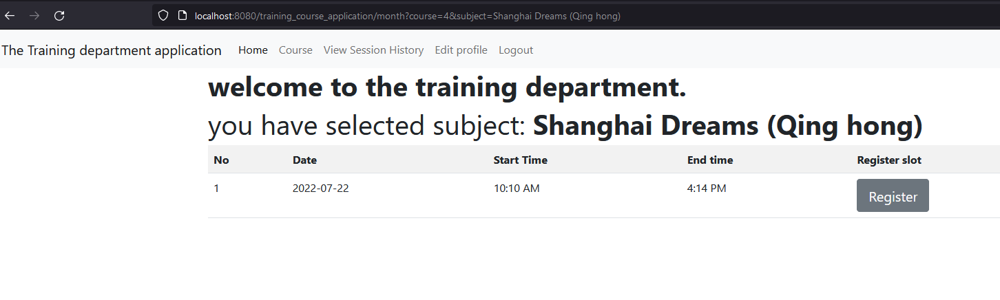 localhost:8080/training_course_application/month?course=4&subject=Shanghai Dreams (Qing hong)
The Training department application Home Course View Session History Edit profile Logout
welcome to the training department.
you have selected subject: Shanghai Dreams (Qing hong)
No Date Start Time End time Register slot
1 2022-07-22 10:10 AM 4:14 PM Register